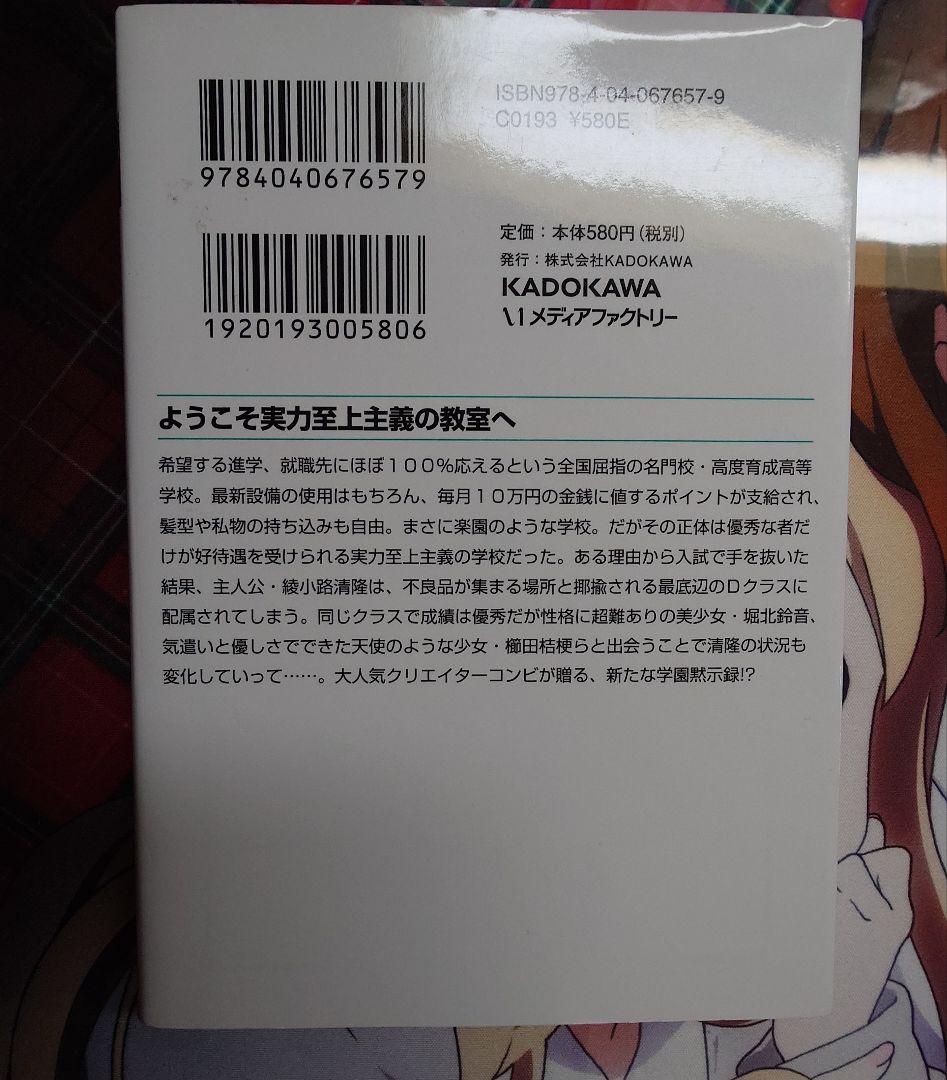 9784040676579
ISBN978-4-04-067657-9
C0193 ¥580E
1920193005806
定価：本体580円(税別)
発行：株式会社KADOKAWA
KADOKAWA
メディアファクトリー
ようこそ実力至上主義の教室へ
希望する進学、就職先にほぼ１００％応えるという全国屈指の名門校・高度育成高等
学校。最新設備の使用はもちろん、毎月１０万円の金銭に値するポイントが支給され、
髪型や私物の持ち込みも自由。まさに楽園のような学校。だがその正体は優秀な者だ
けが好待遇を受けられる実力至上主義の学校だった。ある理由から入試で手を抜いた
結果、主人公・綾小路清隆は、不良品が集まる場所と揶揄される最底辺のＤクラスに
配属されてしまう。同じクラスで成績は優秀だが性格に超難ありの美少女・堀北鈴音、
気遣いと優しさでできた天使のような少女・櫛田桔梗らと出会うことで清隆の状況も
変化していって……。大人気クリエイターコンビが贈る、新たな学園黙示録!?